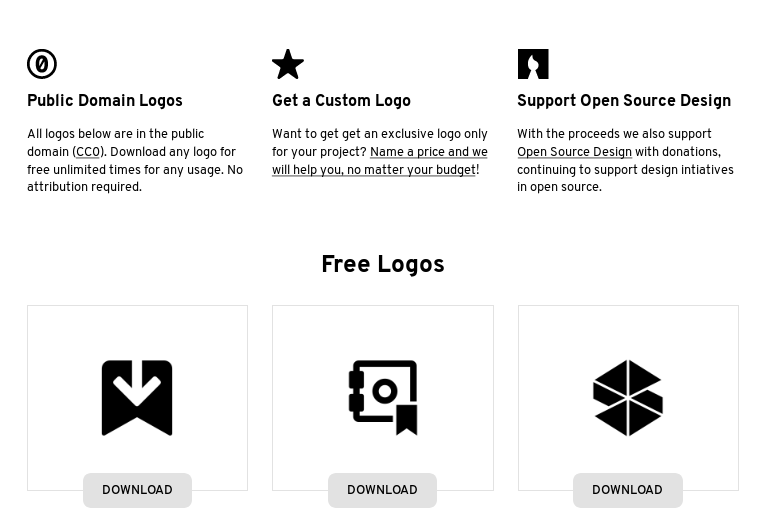 Public Domain Logos
All logos below are in the public
domain (CC0). Download any logo for
free unlimited times for any usage. No
attribution required.
Get a Custom Logo
Want to get get an exclusive logo only
for your project? Name a price and we
will help you, no matter your budget!
Support Open Source Design
With the proceeds we also support
Open Source Design with donations,
continuing to support design intiatives
in open source.
Free Logos
DOWNLOAD
DOWNLOAD
DOWNLOAD